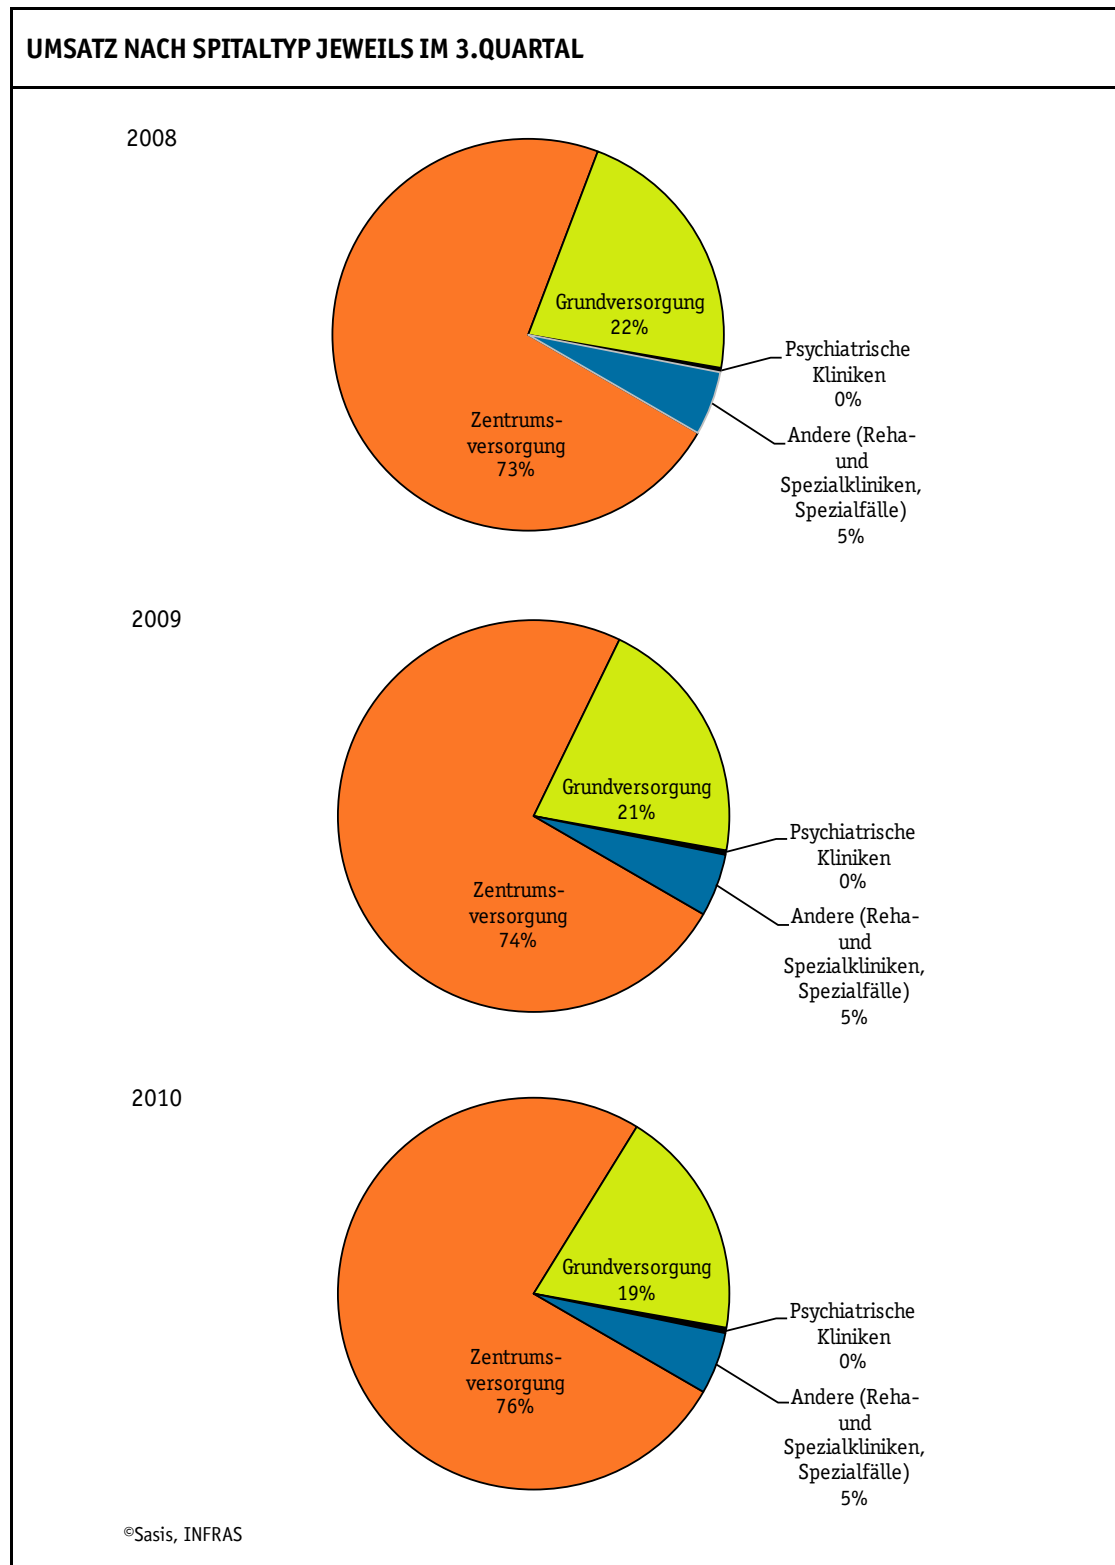 UMSATZ NACH SPITALTYP JEWEILS IM 3.QUARTAL
2008
Grundversorgung
22%
Psychiatrische
Kliniken
0%
Zentrums-
versorgung
73%
Andere (Reha-
und
Spezialkliniken,
Spezialfälle)
5%
2009
Grundversorgung
21%
Psychiatrische
Kliniken
0%
Zentrums-
versorgung
74%
Andere (Reha-
und
Spezialkliniken,
Spezialfälle)
5%
2010
Grundversorgung
19%
Psychiatrische
Kliniken
0%
Zentrums-
versorgung
76%
Andere (Reha-
und
Spezialkliniken,
Spezialfälle)
5%
©Sasis, INFRAS